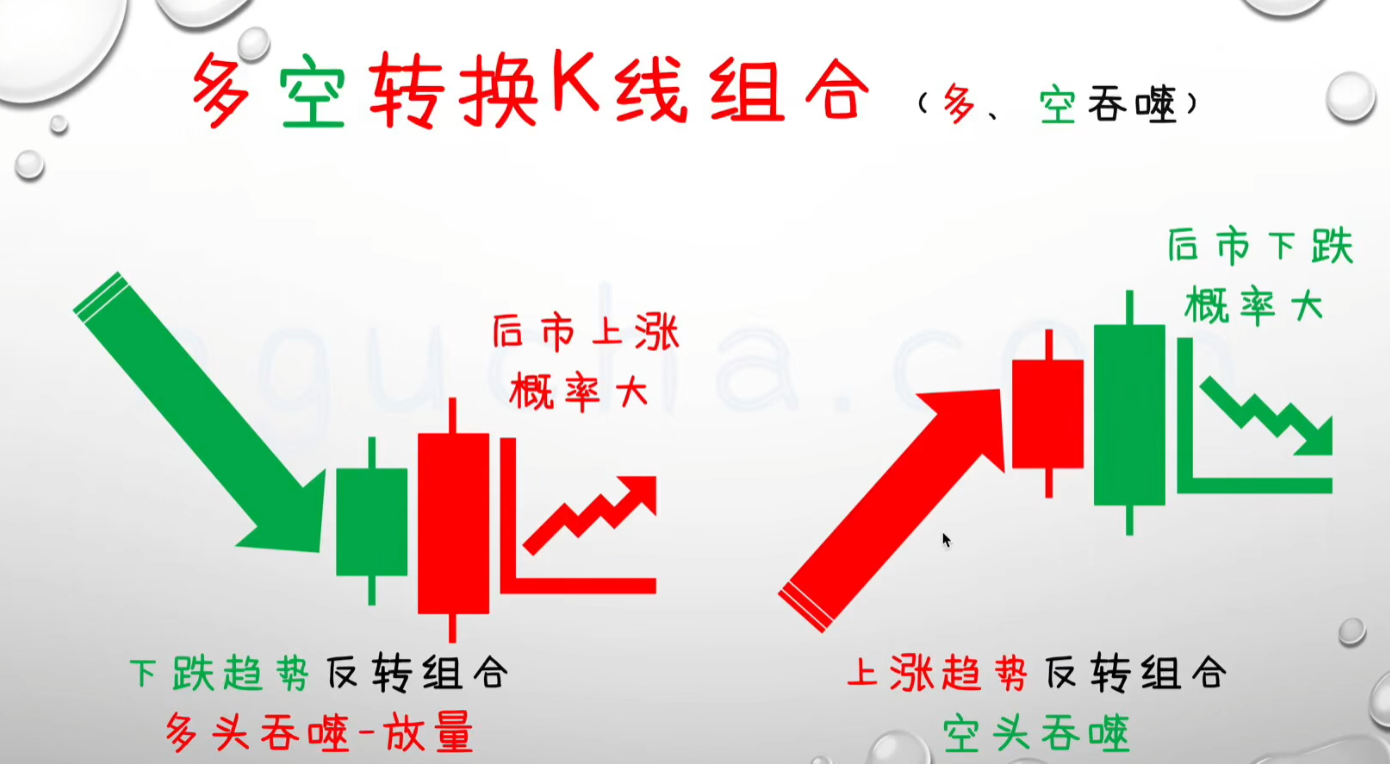 多空转换K线组合（多、空吞噬）
后市上涨
概率大
下跌趋势反转组合
多头吞噬-放量
后市下跌
概率大
上涨趋势反转组合
空头吞噬